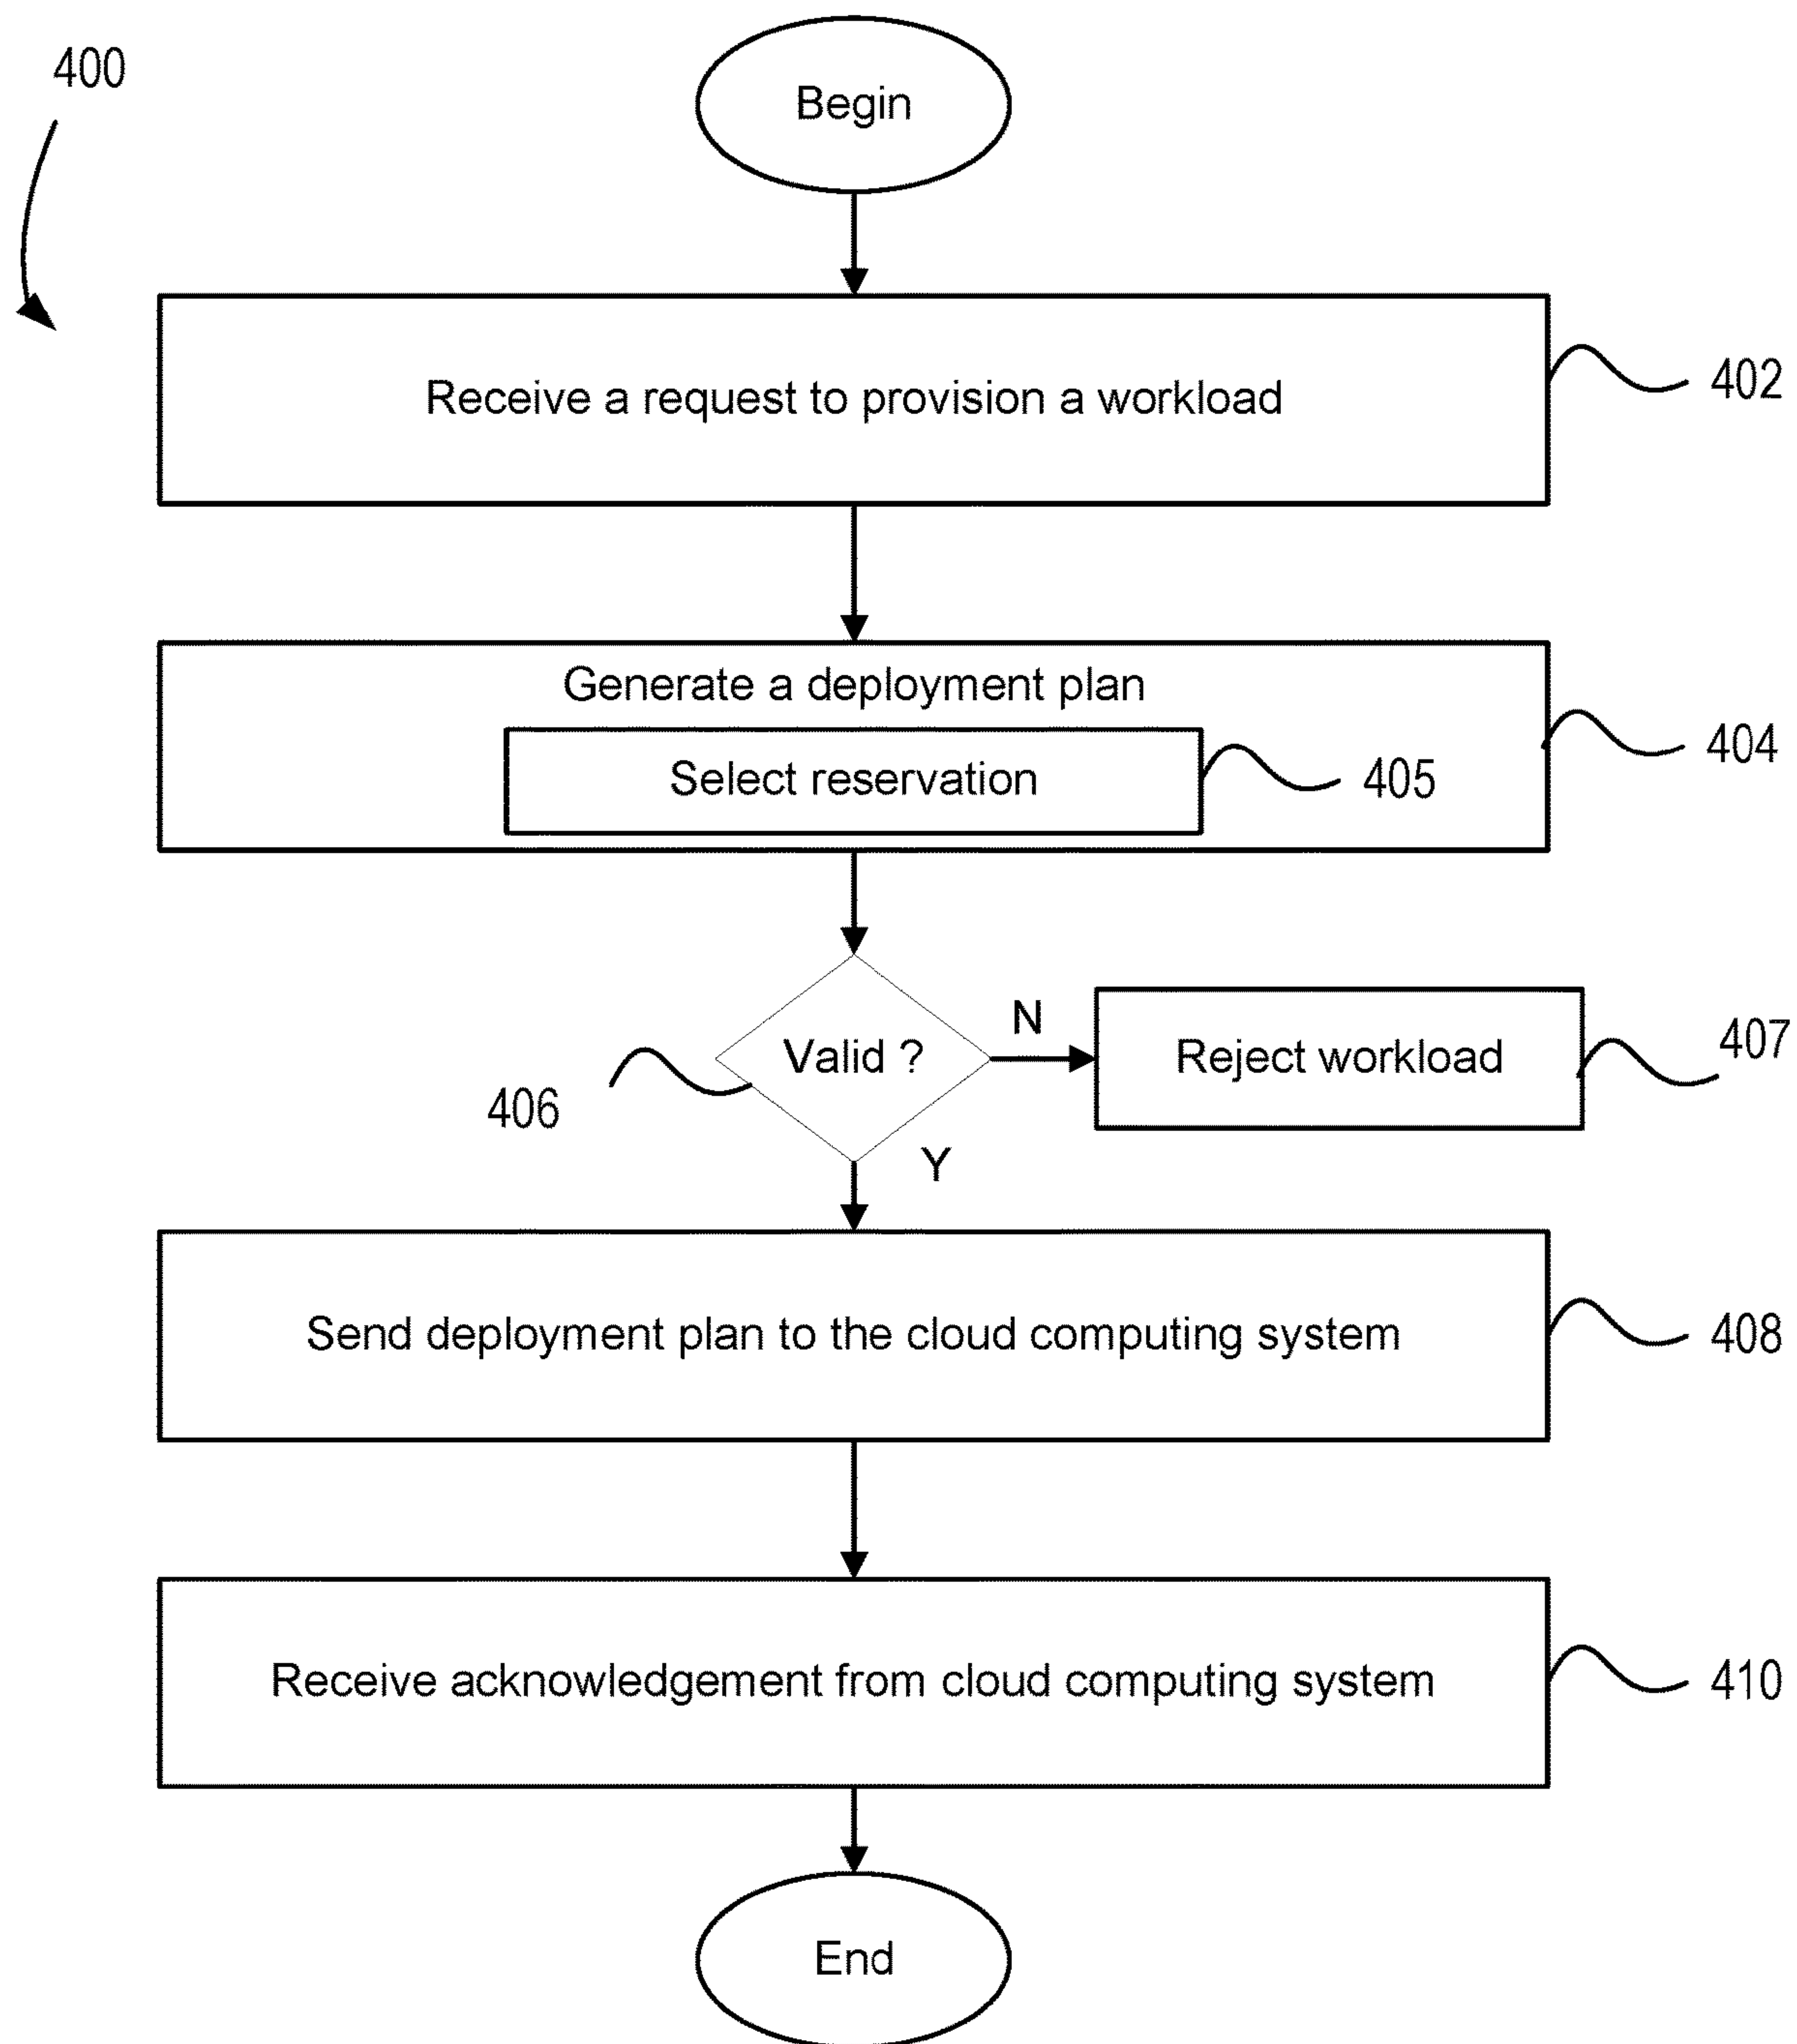 400
Begin
Receive a request to provision a workload
402
Generate a deployment plan
404
Select reservation
405
Valid ?
N
Reject workload
407
406
Y
Send deployment plan to the cloud computing system
408
Receive acknowledgement from cloud computing system
410
End